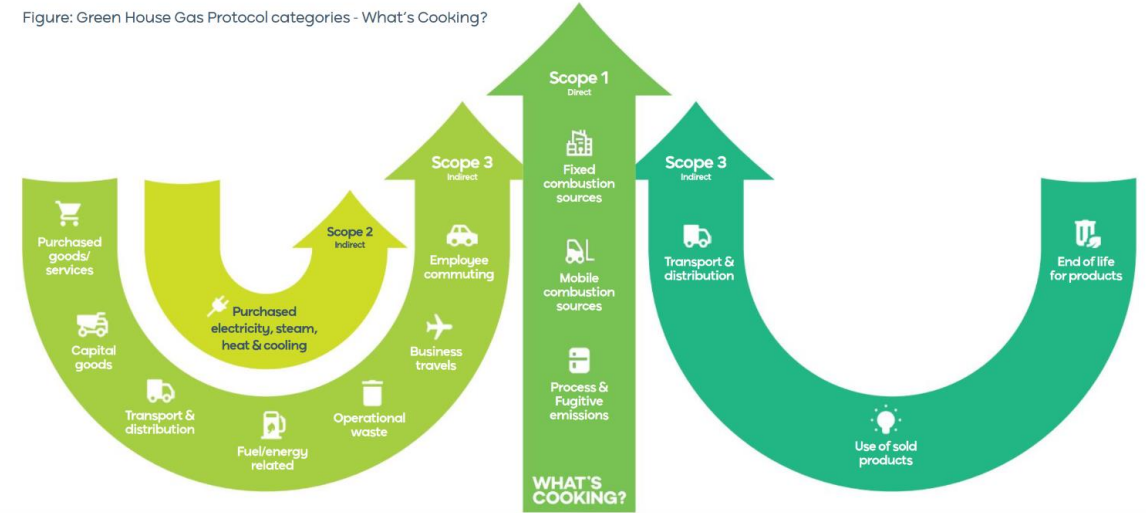 Figure: Green House Gas Protocol categories - What's Cooking?
Purchased
goods/
services
Capital
goods
Transport &
distribution
Fuel/energy
related
Operational
waste
Business
travels
Employee
commuting
Scope 3
Indirect
Scope 2
Indirect
Purchased
electricity, steam,
heat & cooling
Scope 1
Direct
Fixed
combustion
sources
Mobile
combustion
sources
Process &
Fugitive
emissions
WHAT'S
COOKING?
Scope 3
Indirect
Transport &
distribution
Use of sold
products
End of life
for products